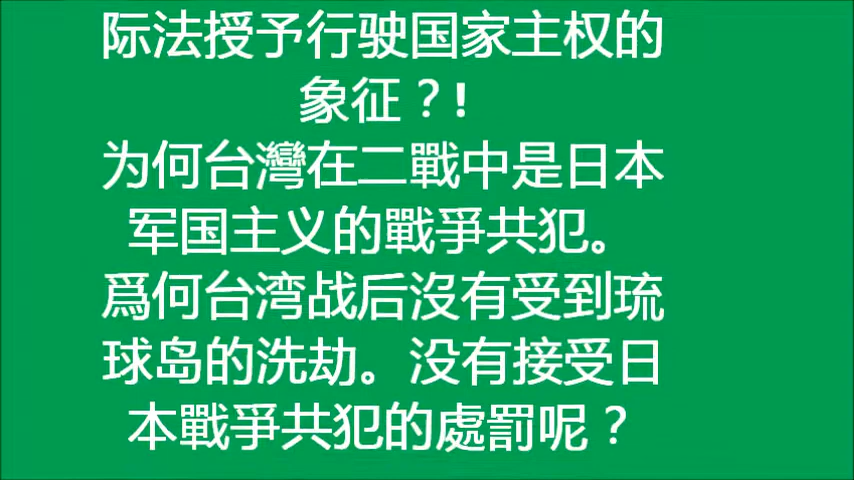 际法授予行驶国家主权的
象征？！
为何台灣在二戰中是日本
军国主义的戰爭共犯。
爲何台湾战后沒有受到琉
球岛的洗劫。没有接受日
本戰爭共犯的處罰呢？